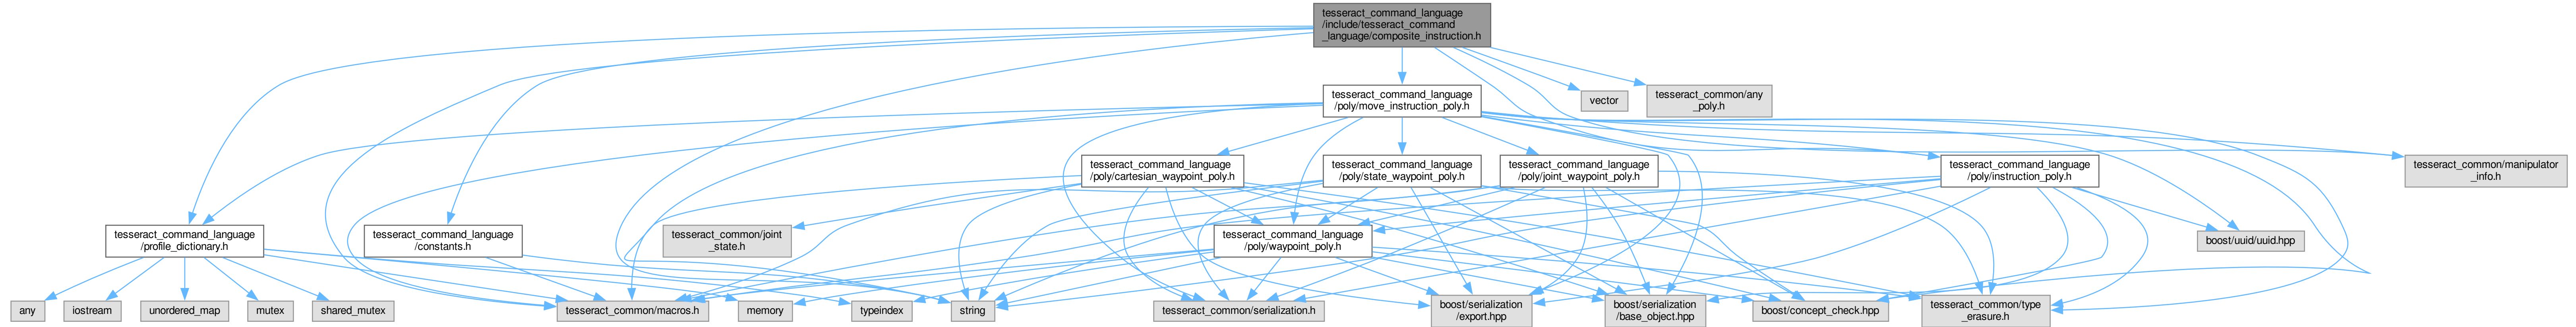 tesseract_command_language
/include/tesseract_command
_language/composite_instruction.h
tesseract_command_language
/poly/move_instruction_poly.h
vector
tesseract_common/any
_poly.h
tesseract_command_language
/poly/cartesian_waypoint_poly.h
tesseract_command_language
/poly/state_waypoint_poly.h
tesseract_command_language
/poly/joint_waypoint_poly.h
tesseract_command_language
/poly/instruction_poly.h
tesseract_common/manipulator
_info.h
tesseract_command_language
/profile_dictionary.h
tesseract_command_language
/constants.h
tesseract_common/joint
_state.h
tesseract_command_language
/poly/waypoint_poly.h
boost/uuid/uuid.hpp
any
iostream
unordered_map
mutex
shared_mutex
tesseract_common/macros.h
memory
typeindex
string
tesseract_common/serialization.h
boost/serialization
/export.hpp
boost/serialization
/base_object.hpp
boost/concept_check.hpp
tesseract_common/type
_erasure.h